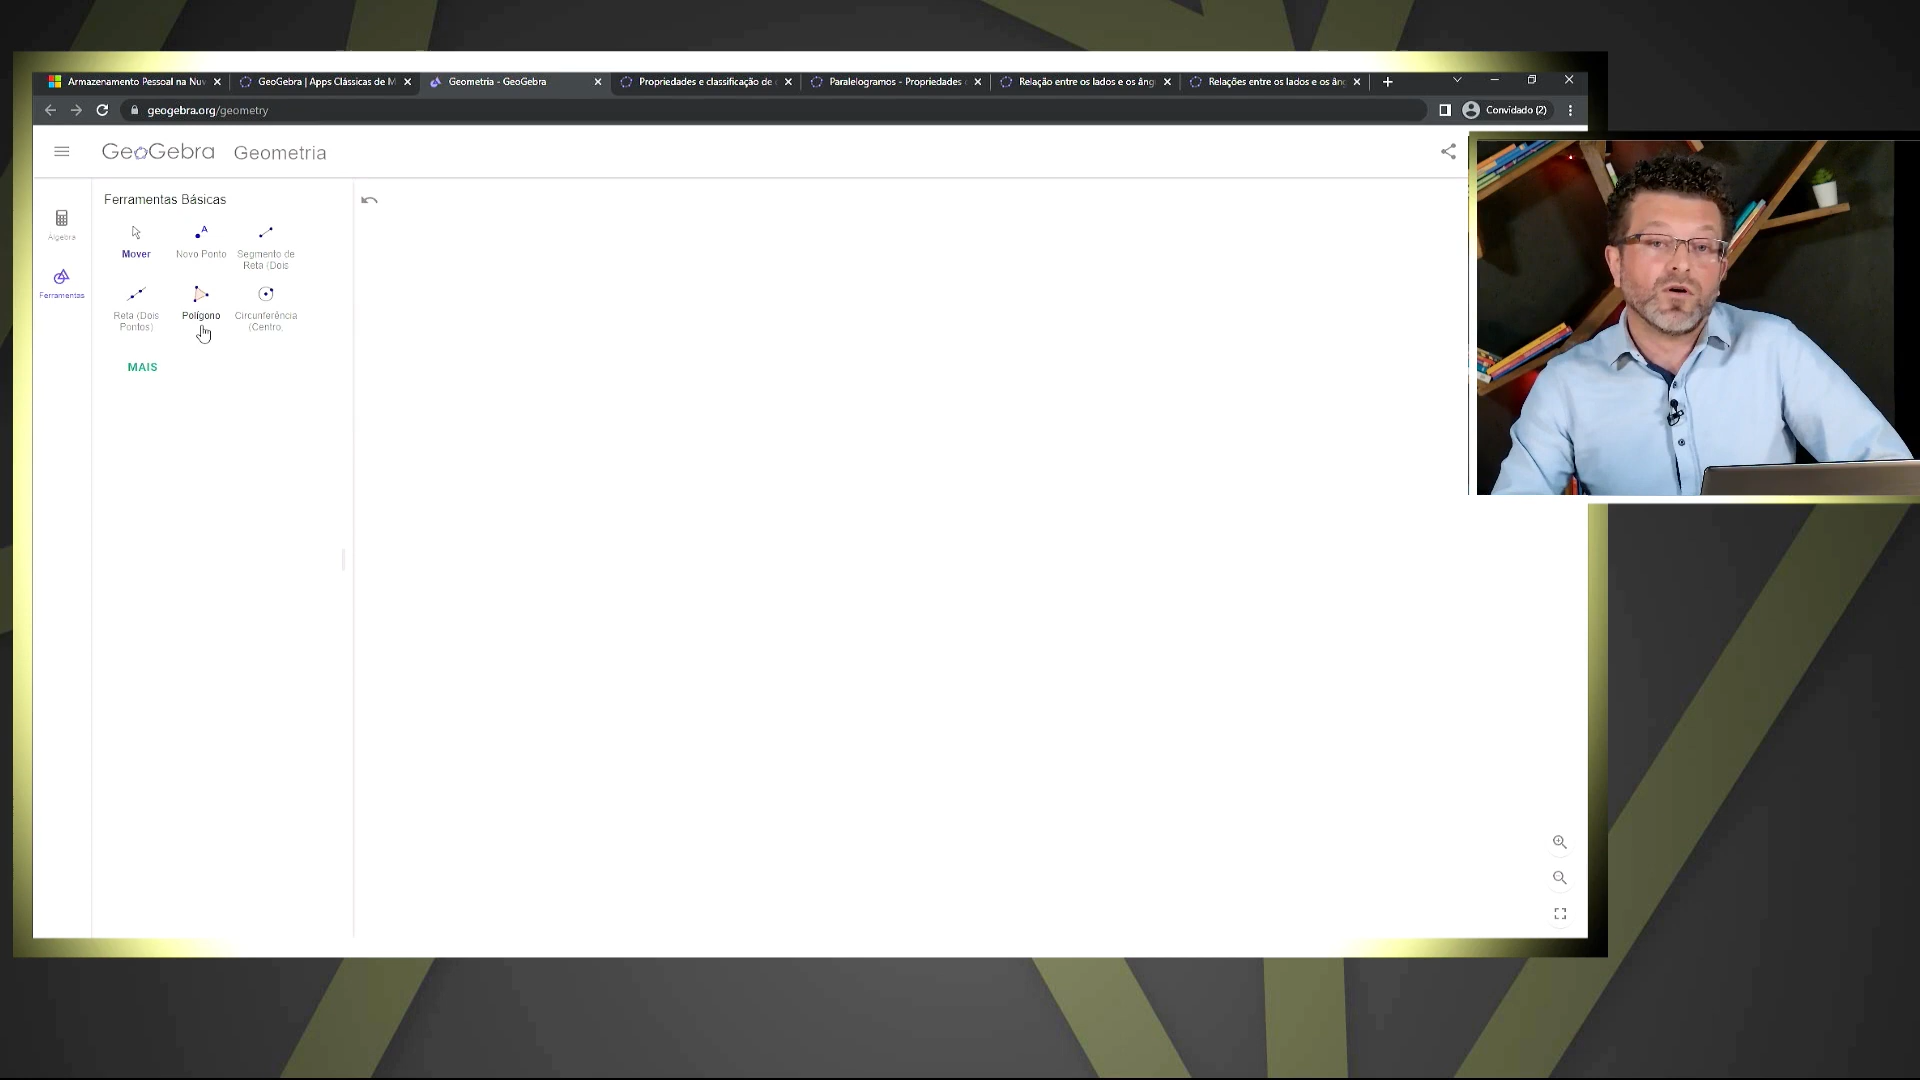 Armazenamento Pessoal na Nuv
GeoGebra | Apps Clássicas de M
Geometria - GeoGebra
Propriedades e classificação de
Paralelogramos - Propriedades
Relação entre os lados e os âng
Relações entre os lados e os âng
geogebra.org/geometry
Convidado (2)
GeoGebra Geometria
Álgebra
Ferramentas
Ferramentas Básicas
Mover
Novo Ponto
Segmento de
Reta (Dois
Reta (Dois
Pontos)
Polígono
Circunferência
(Centro,
MAIS
A